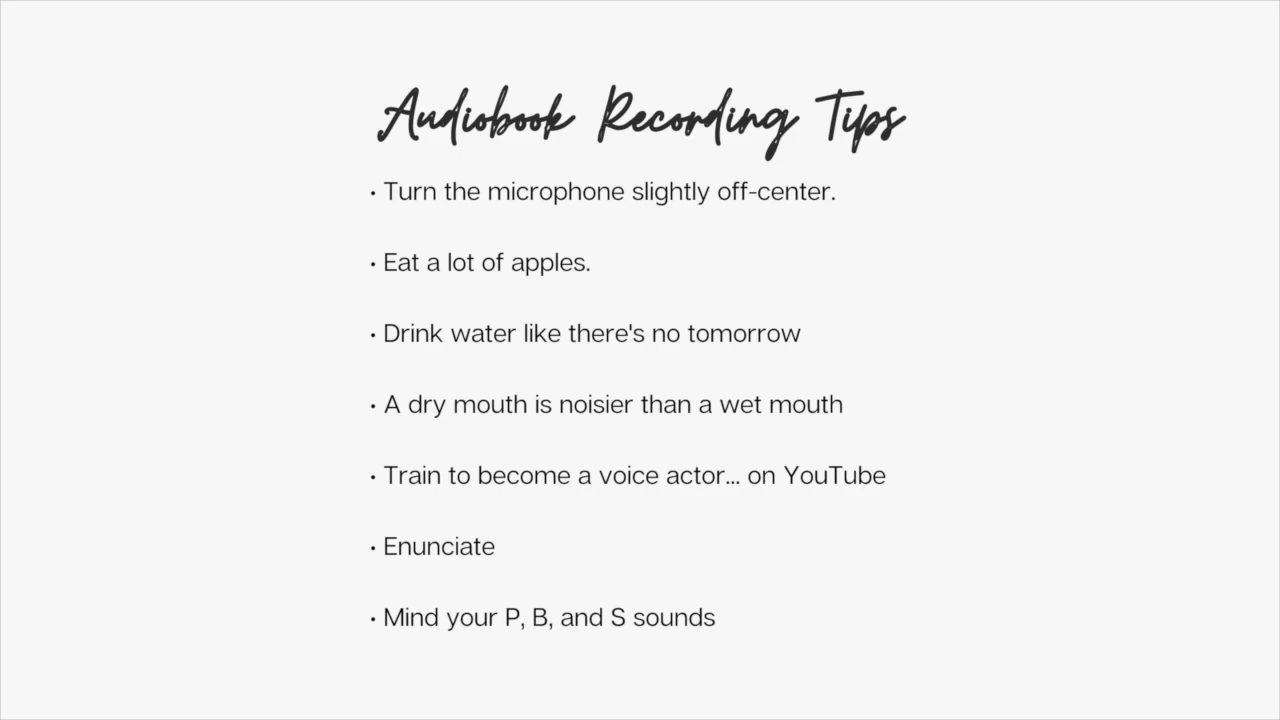 Audiobook Recording Tips
• Turn the microphone slightly off-center.
• Eat a lot of apples.
• Drink water like there's no tomorrow
• A dry mouth is noisier than a wet mouth
• Train to become a voice actor... on YouTube
• Enunciate
• Mind your P, B, and S sounds